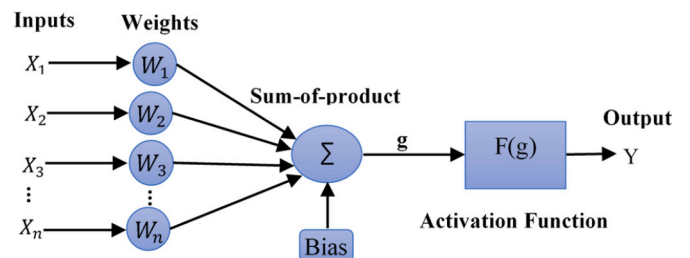 Inputs
Weights
X₁
W₁
Sum-of-product
X₂
W₂
Output
X₃
W₃
Σ
g
F(g)
Y
⋮
⋮
Xₙ
Wₙ
Activation Function
Bias